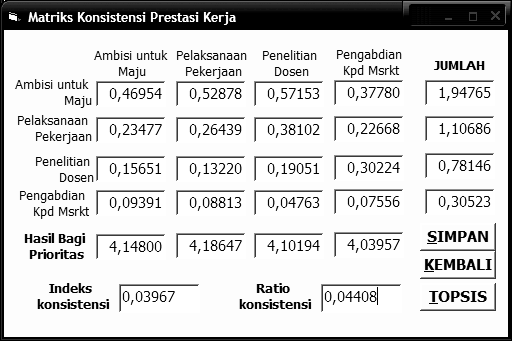 Matriks Konsistensi Prestasi Kerja
Ambisi untuk Maju Pelaksanaan Pekerjaan Penelitian Dosen Pengabdian Kpd Msrkt JUMLAH
Ambisi untuk Maju 0,46954 0,52878 0,57153 0,37780 1,94765
Pelaksanaan Pekerjaan 0,23477 0,26439 0,38102 0,22668 1,10686
Penelitian Dosen 0,15651 0,13220 0,19051 0,30224 0,78146
Pengabdian Kpd Msrkt 0,09391 0,08813 0,04763 0,07556 0,30523
Hasil Bagi Prioritas 4,14800 4,18647 4,10194 4,03957
SIMPAN
KEMBALI
Indeks konsistensi 0,03967 Ratio konsistensi 0,04408 TOPSIS